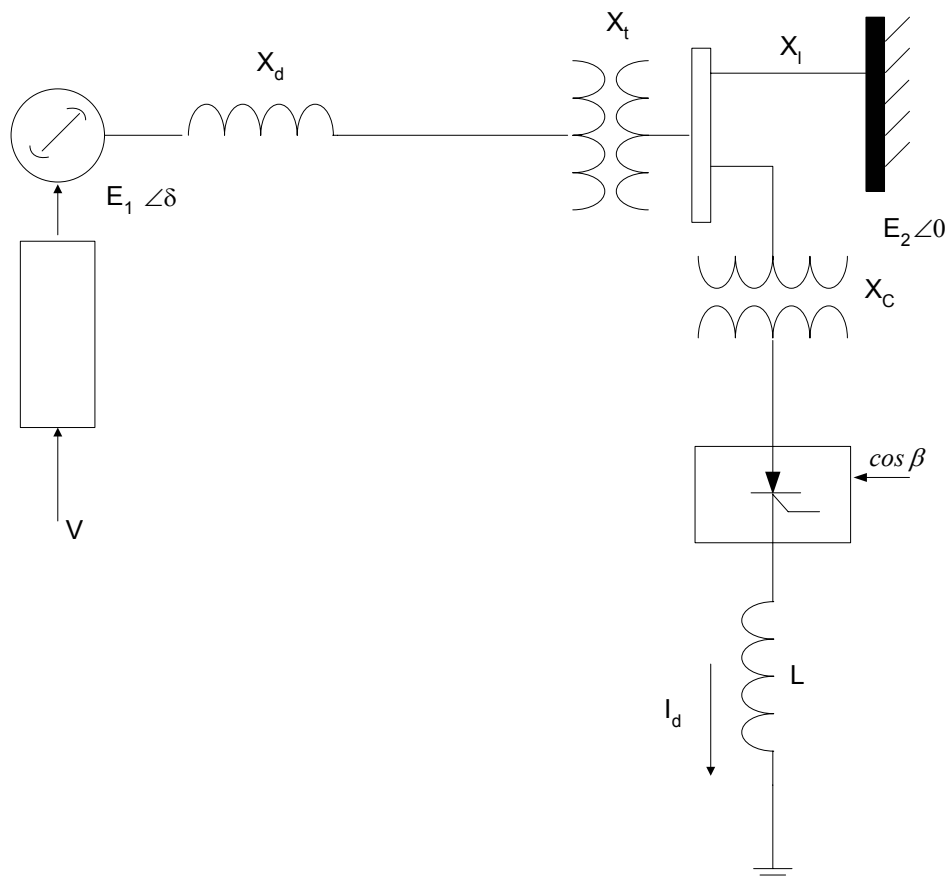 X_t
X_l
X_d
E_1 ∠δ
E_2 ∠0
X_C
cos β
V
L
I_d